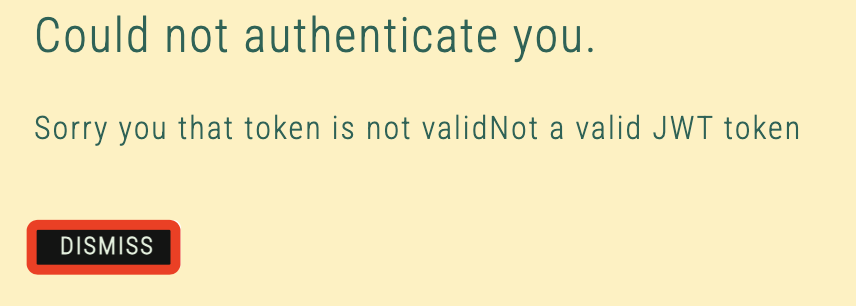 Could not authenticate you.
Sorry you that token is not validNot a valid JWT token
DISMISS